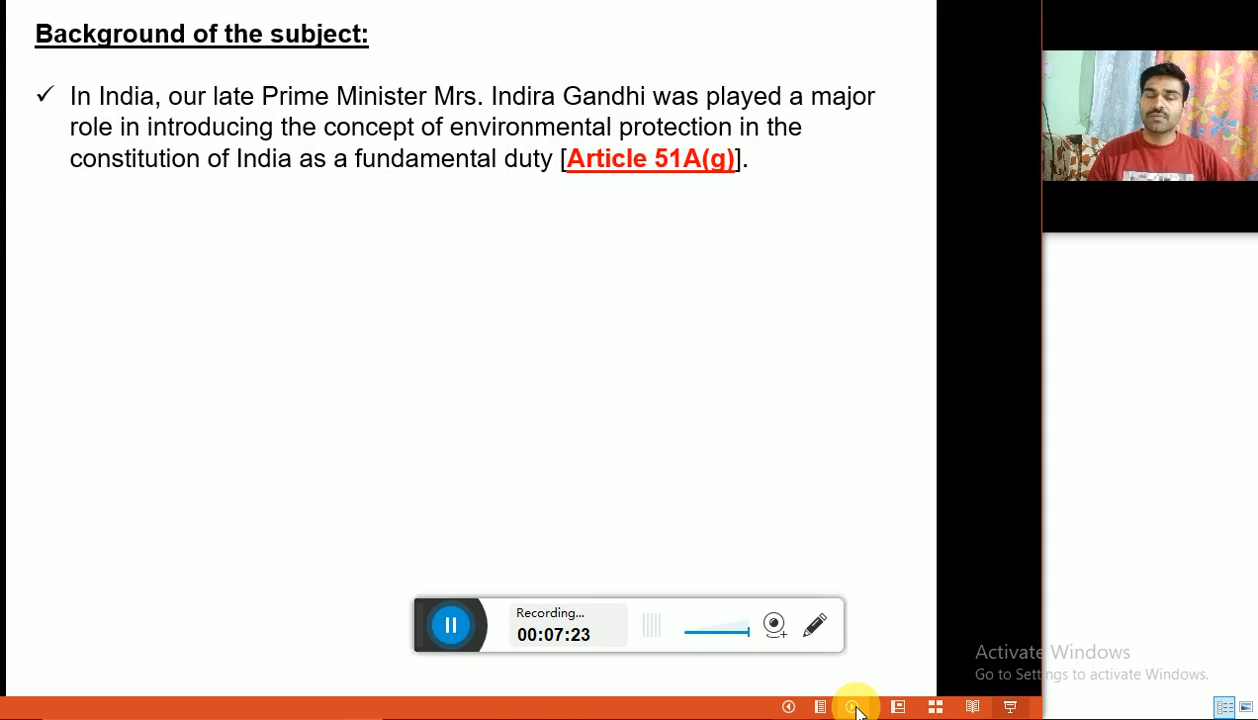 Background of the subject:
✓ In India, our late Prime Minister Mrs. Indira Gandhi was played a major
role in introducing the concept of environmental protection in the
constitution of India as a fundamental duty [Article 51A(g)].
Recording...
00:07:23
Activate Windows
Go to Settings to activate Windows.